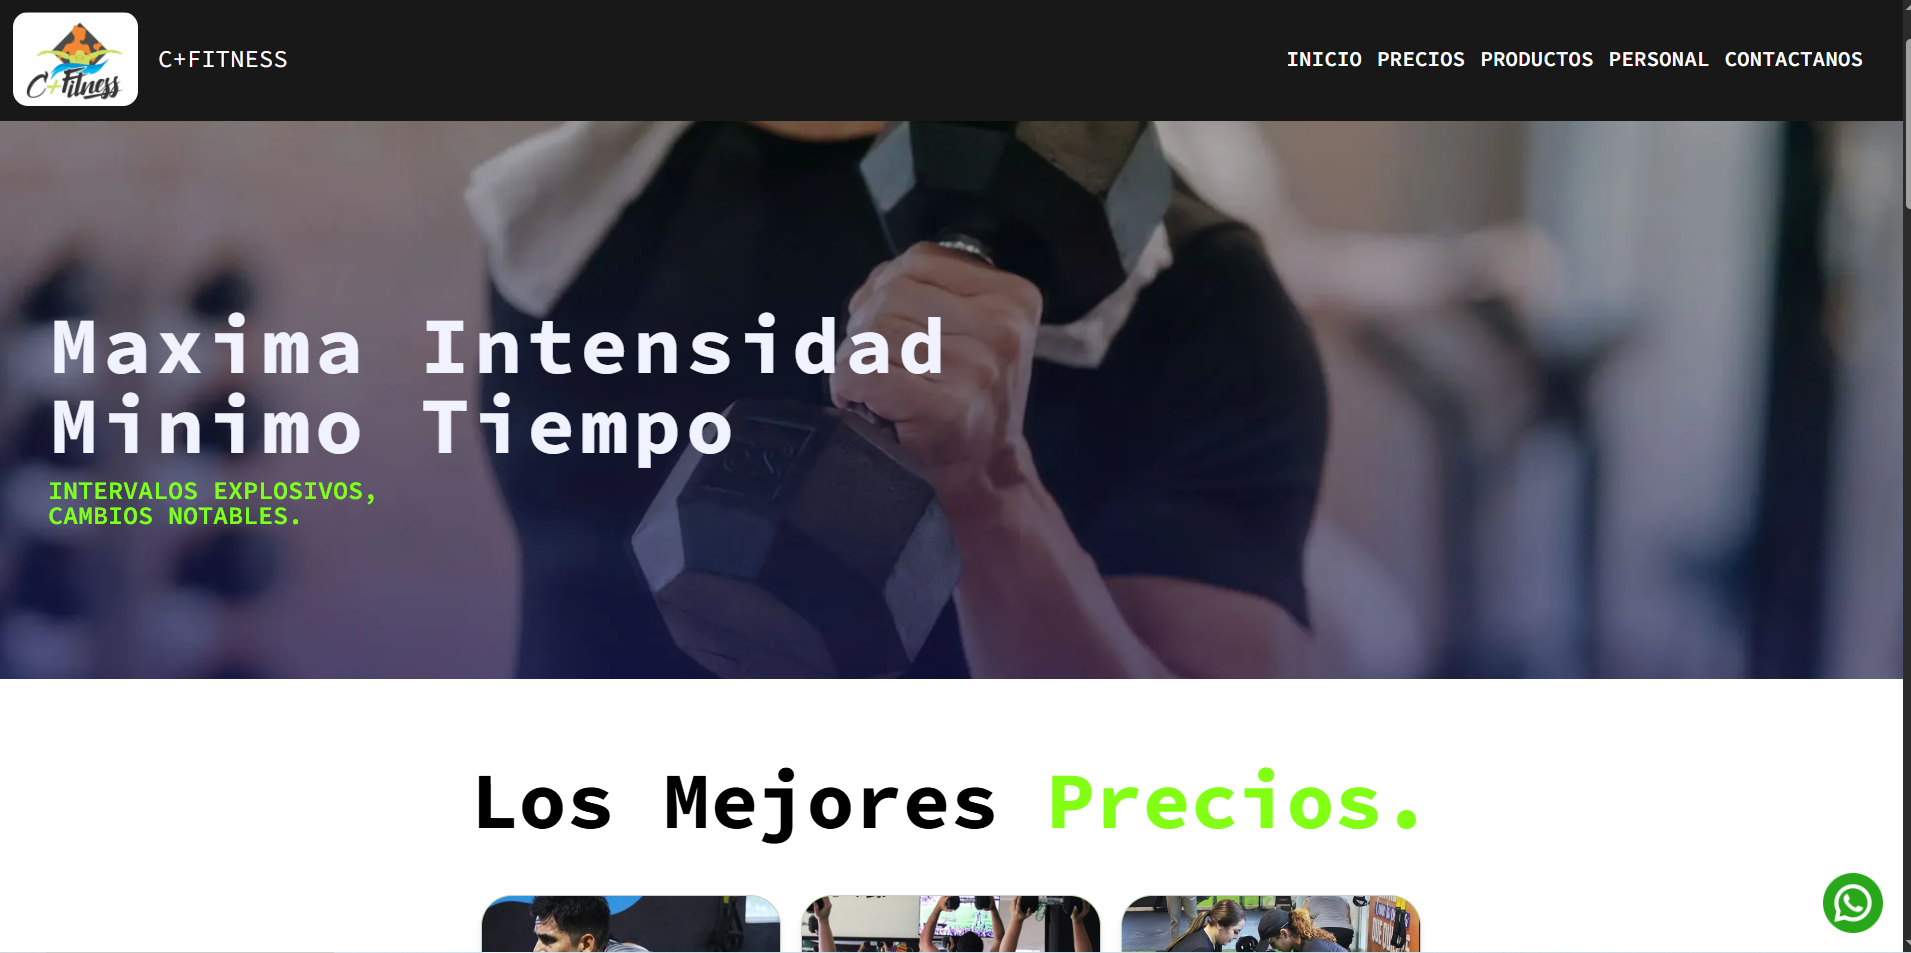 C+Fitness
C+FITNESS
INICIO PRECIOS PRODUCTOS PERSONAL CONTACTANOS
Maxima Intensidad
Minimo Tiempo
INTERVALOS EXPLOSIVOS,
CAMBIOS NOTABLES.
Los Mejores Precios.